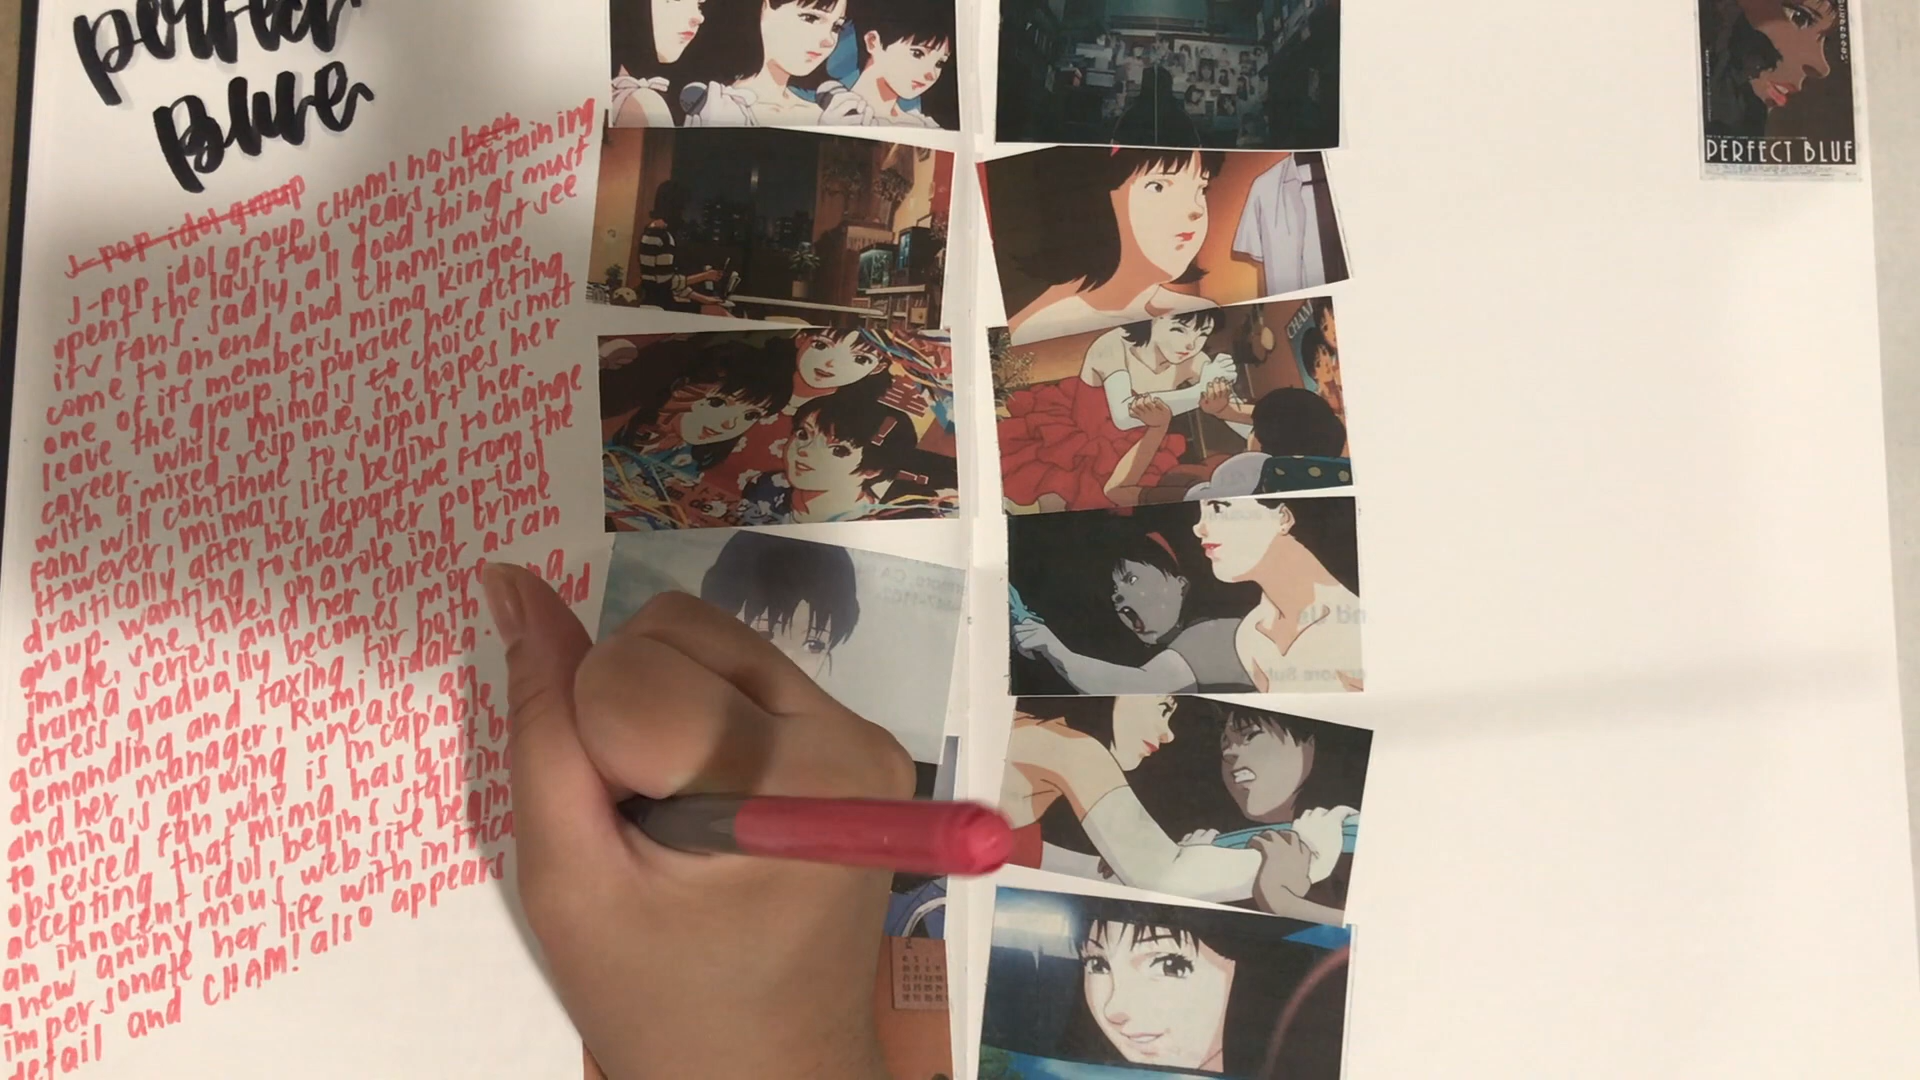 perfect
Blue
J-pop idol group
J-pop idol group CHAM! has been
spent the last two years entertaining
its fans. sadly, all good things must
come to an end, and CHAM! must see
one of its members, mima kirigoe,
leave the group to pursue her acting
career. while mima's choice is met
with a mixed response, she hopes her
fans will continue to support her.
However, mima's life begins to change
drastically after her departure from the
group. wanting to shed her pop-idol
image, she takes on a role in a crime
drama series, and her career as an
actress gradually becomes more
demanding and taxing for both
and her manager, Rumi Hidaka.
to mima's growing unease, an
obsessed fan who is incapable
accepting that mima has quit
an innocent idol, begins stalking
a new anonymous website begin
impersonate her life with
detail and CHAM! also appears
CHAM
PERFECT BLUE